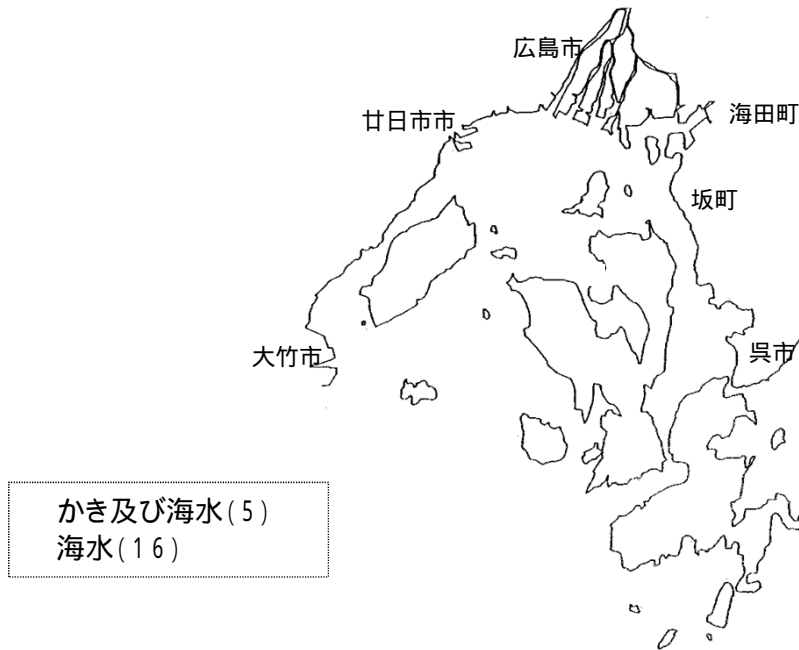 広島市
海田町
廿日市市
坂町
大竹市
呉市
かき及び海水(5)
海水(16)